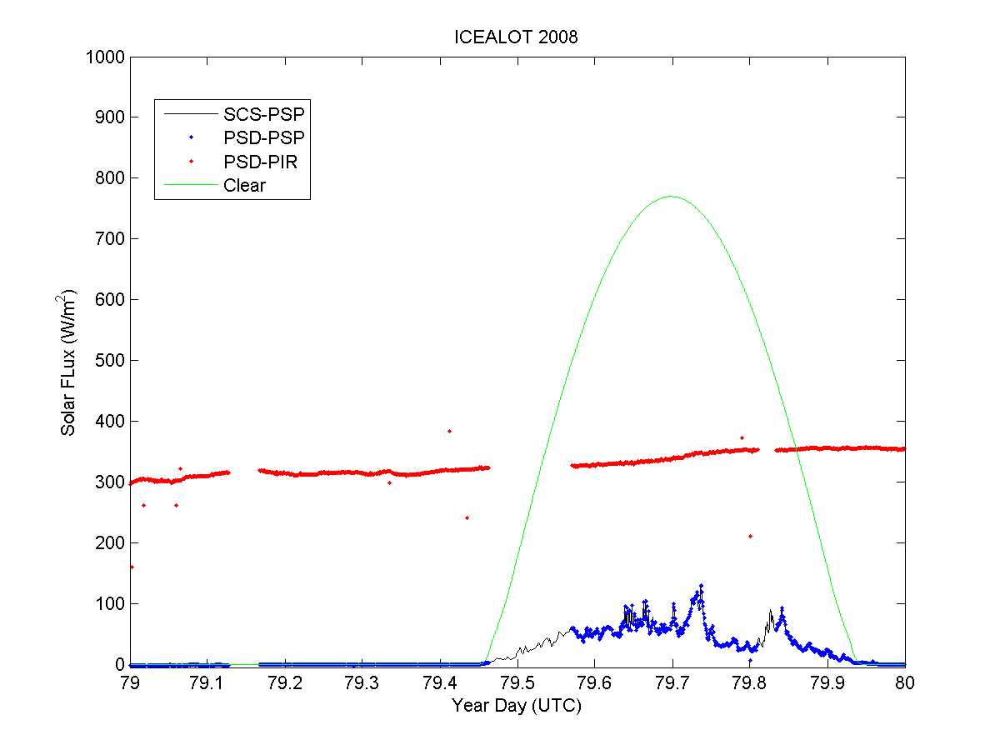 ICEALOT 2008
1000
900
800
700
600
500
400
300
200
100
0
Solar FLux (W/m²)
SCS-PSP
PSD-PSP
PSD-PIR
Clear
79 79.1 79.2 79.3 79.4 79.5 79.6 79.7 79.8 79.9 80
Year Day (UTC)